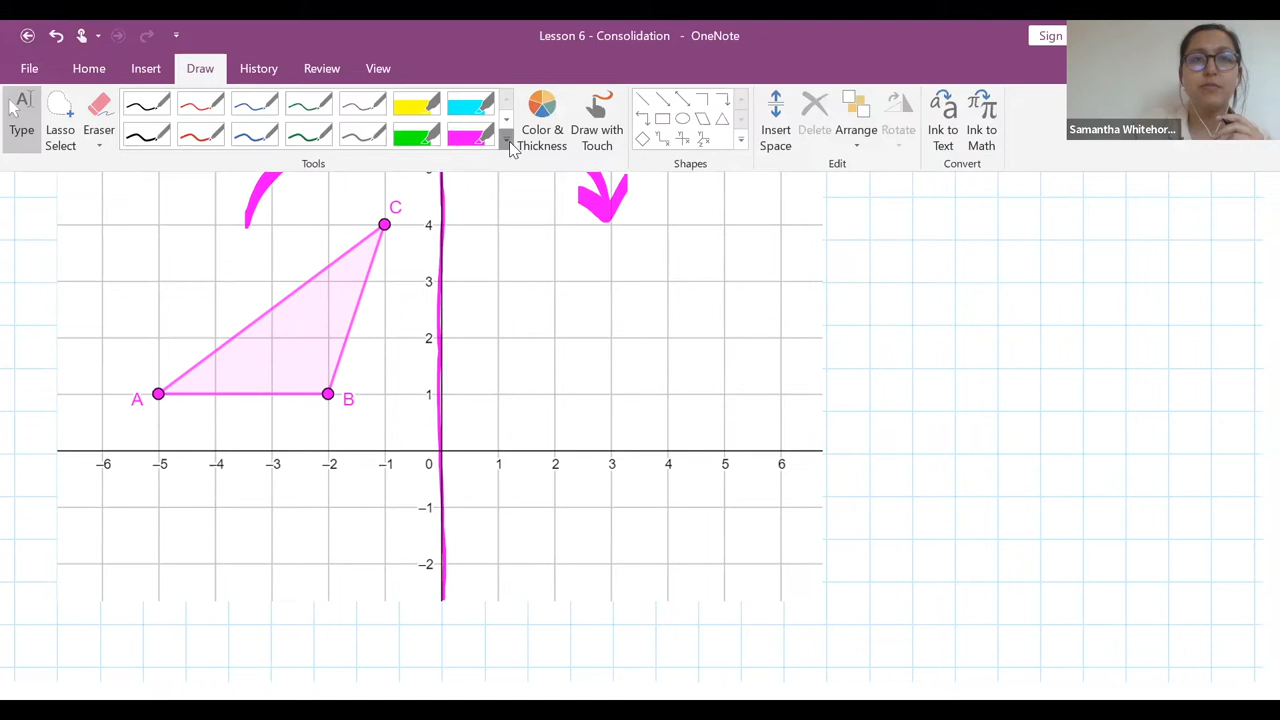 Lesson 6 - Consolidation - OneNote
Sign
File Home Insert Draw History Review View
Type
Lasso Select
Eraser
Color & Thickness
Draw with Touch
Insert Space
Delete
Arrange
Rotate
Ink to Text
Ink to Math
Tools
Shapes
Edit
Convert
Samantha Whitehor...
C
4
3
2
A
B
1
–6 –5 –4 –3 –2 –1 0 1 2 3 4 5 6
–1
–2